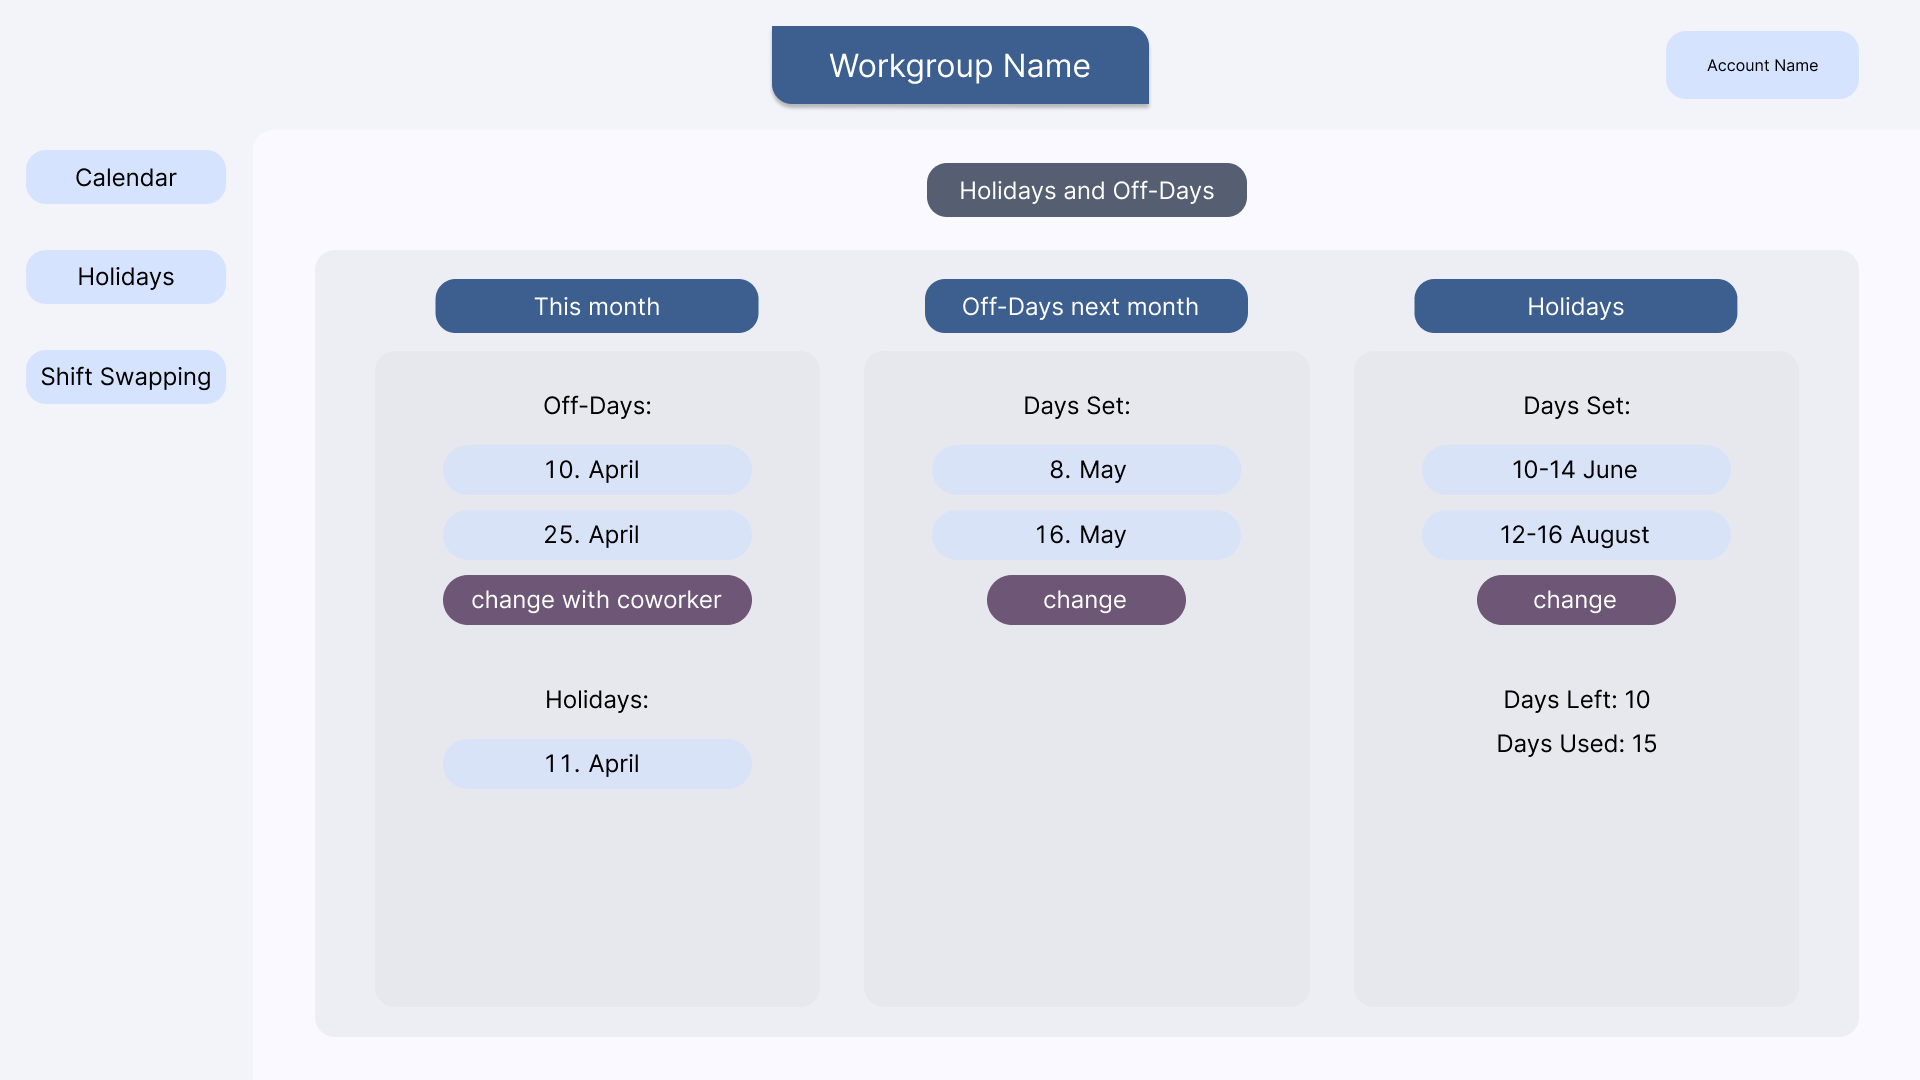 Workgroup Name
Account Name
Calendar
Holidays
Shift Swapping
Holidays and Off-Days
This month
Off-Days:
10. April
25. April
change with coworker
Holidays:
11. April
Off-Days next month
Days Set:
8. May
16. May
change
Holidays
Days Set:
10-14 June
12-16 August
change
Days Left: 10
Days Used: 15